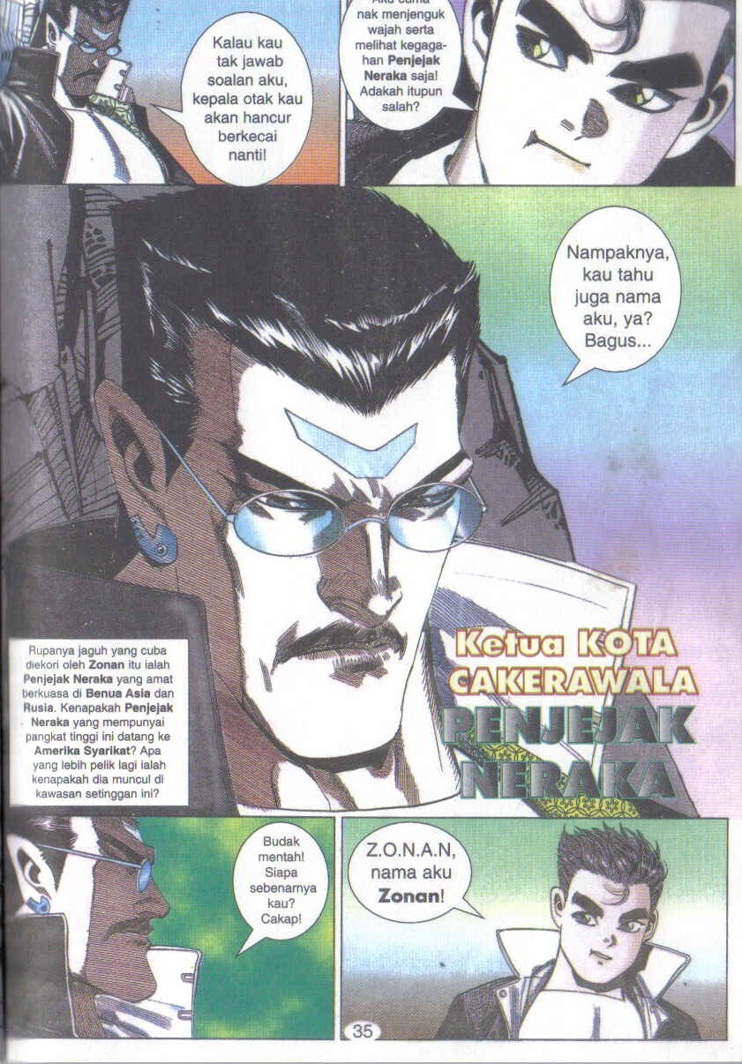 Kalau kau
tak jawab
soalan aku,
kepala otak kau
akan hancur
berkecai
nanti!
Aku cuma
nak menjenguk
wajah serta
melihat kegaga-
han Penjejak
Neraka saja!
Adakah itupun
salah?
Nampaknya,
kau tahu
juga nama
aku, ya?
Bagus...
Rupanya jaguh yang cuba
diekori oleh Zonan itu ialah
Penjejak Neraka yang amat
berkuasa di Benua Asia dan
Rusia. Kenapakah Penjejak
Neraka yang mempunyai
pangkat tinggi ini datang ke
Amerika Syarikat? Apa
yang lebih pelik lagi ialah
kenapakah dia muncul di
kawasan setinggan ini?
Ketua KOTA
CAKERAWALA
PENJEJAK
NERAKA
Budak
mentah!
Siapa
sebenarnya
kau?
Cakap!
Z.O.N.A.N,
nama aku
Zonan!
35